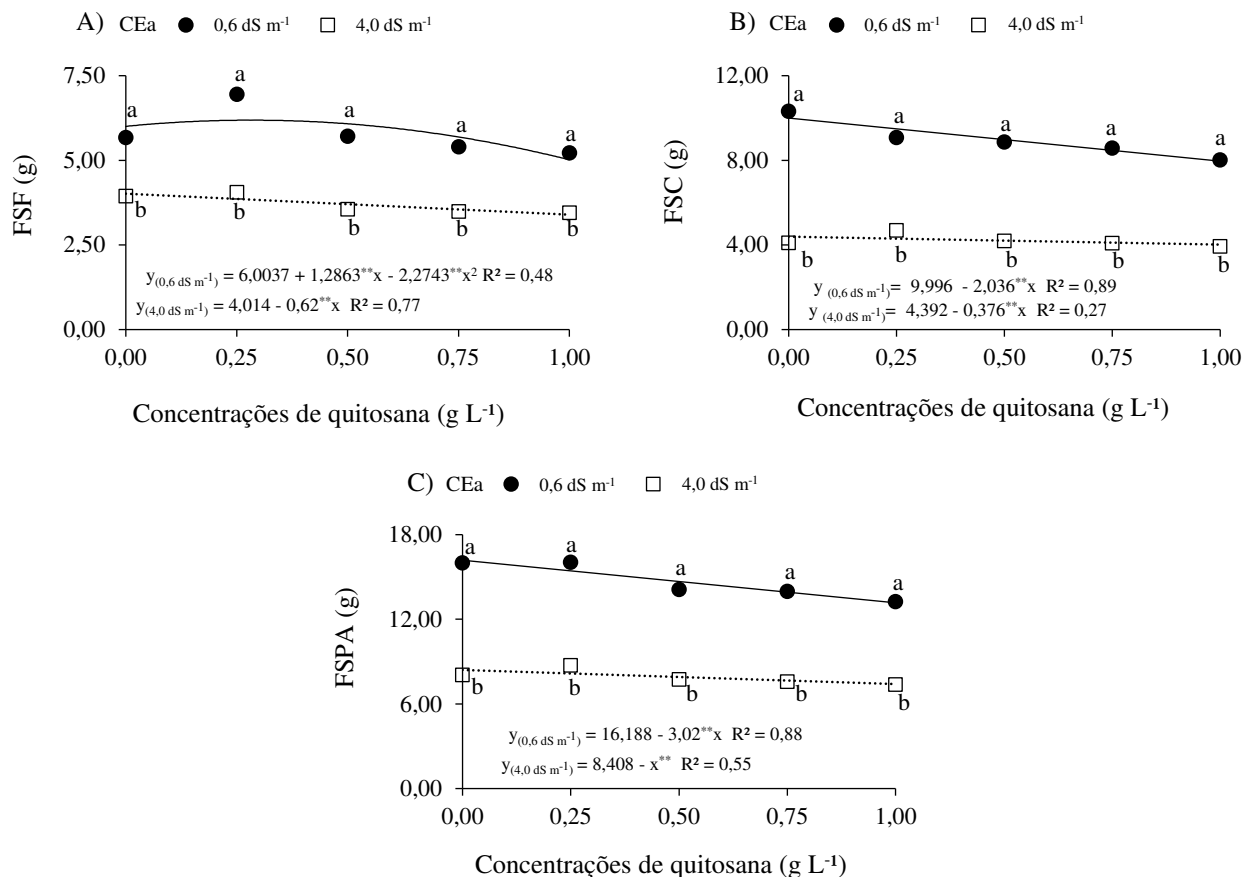 A) CEa 0,6 dS m⁻¹ 4,0 dS m⁻¹
7,50
5,00
2,50
0,00
FSF (g)
a a a a a
b b b b b
y(0,6 dS m⁻¹) = 6,0037 + 1,2863**x - 2,2743**x² R² = 0,48
y(4,0 dS m⁻¹) = 4,014 - 0,62**x R² = 0,77
0,00 0,25 0,50 0,75 1,00
Concentrações de quitosana (g L⁻¹)
B) CEa 0,6 dS m⁻¹ 4,0 dS m⁻¹
12,00
8,00
4,00
0,00
FSC (g)
a a a a a
b b b b b
y (0,6 dS m⁻¹)= 9,996 - 2,036**x R² = 0,89
y (4,0 dS m⁻¹)= 4,392 - 0,376**x R² = 0,27
0,00 0,25 0,50 0,75 1,00
Concentrações de quitosana (g L⁻¹)
C) CEa 0,6 dS m⁻¹ 4,0 dS m⁻¹
18,00
12,00
6,00
0,00
FSPA (g)
a a a a a
b b b b b
y(0,6 dS m⁻¹) = 16,188 - 3,02**x R² = 0,88
y(4,0 dS m⁻¹) = 8,408 - x** R² = 0,55
0,00 0,25 0,50 0,75 1,00
Concentrações de quitosana (g L⁻¹)